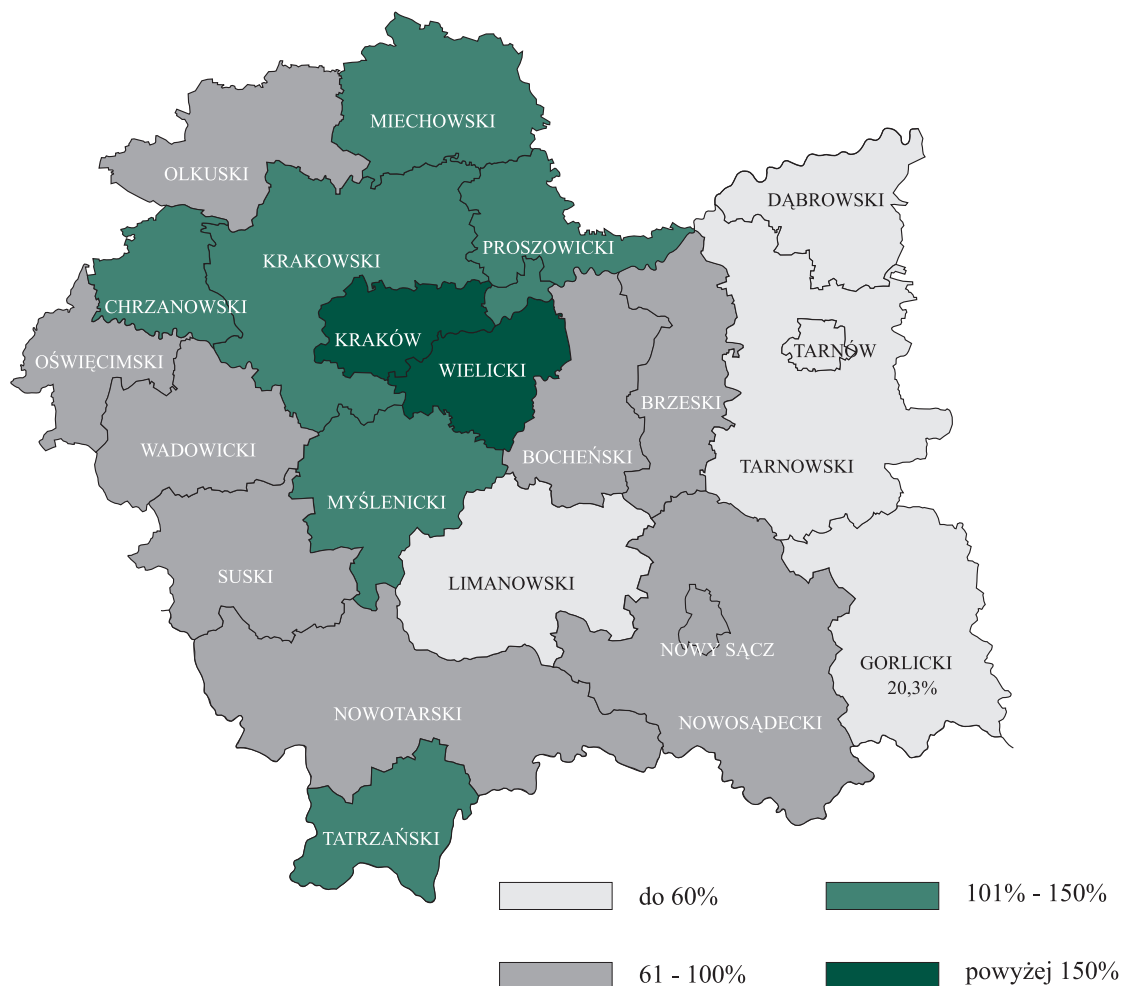 MIECHOWSKI
OLKUSKI
DĄBROWSKI
PROSZOWICKI
KRAKOWSKI
CHRZANOWSKI
KRAKÓW
TARNÓW
OŚWIĘCIMSKI
WIELICKI
BRZESKI
WADOWICKI
BOCHEŃSKI
TARNOWSKI
MYŚLENICKI
SUSKI
LIMANOWSKI
NOWY SĄCZ
GORLICKI
20,3%
NOWOTARSKI
NOWOSĄDECKI
TATRZAŃSKI
do 60%
101% - 150%
61 - 100%
powyżej 150%